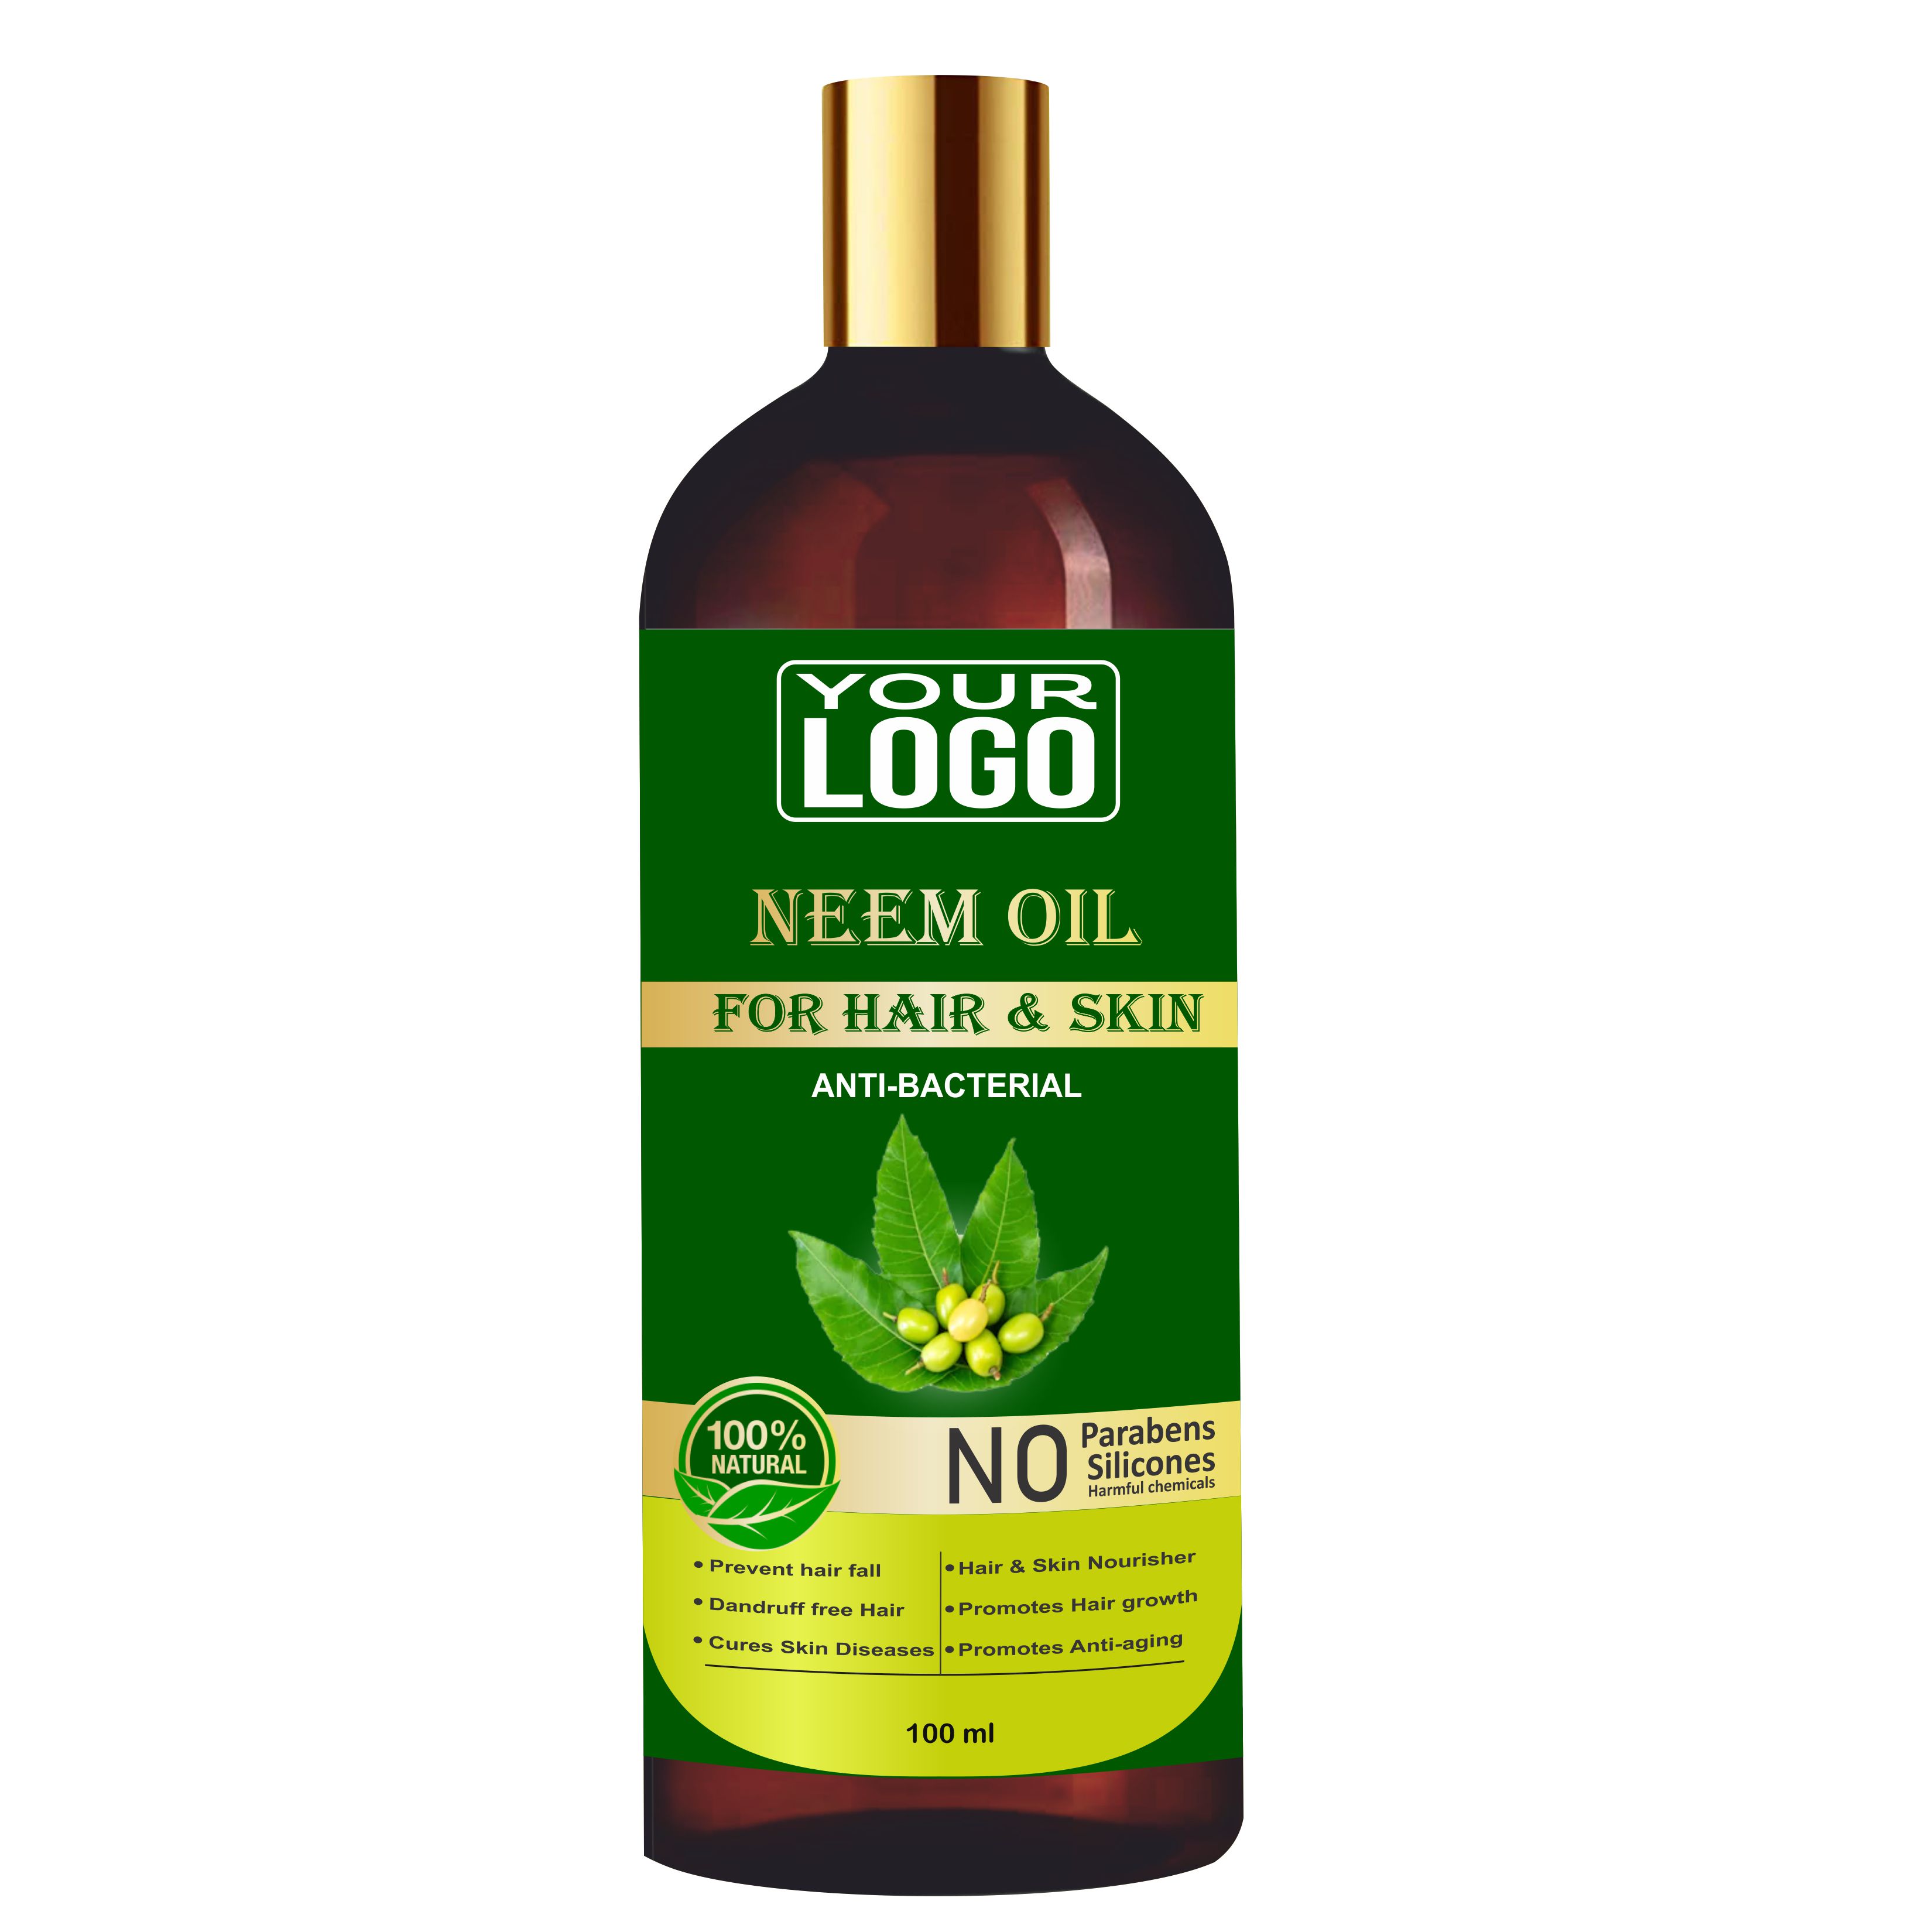 YOUR
LOGO
NEEM OIL
FOR HAIR & SKIN
ANTI-BACTERIAL
100%
NATURAL
NO
Parabens
Silicones
Harmful chemicals
• Prevent hair fall
• Dandruff free Hair
• Cures Skin Diseases
• Hair & Skin Nourisher
• Promotes Hair growth
• Promotes Anti-aging
100 ml